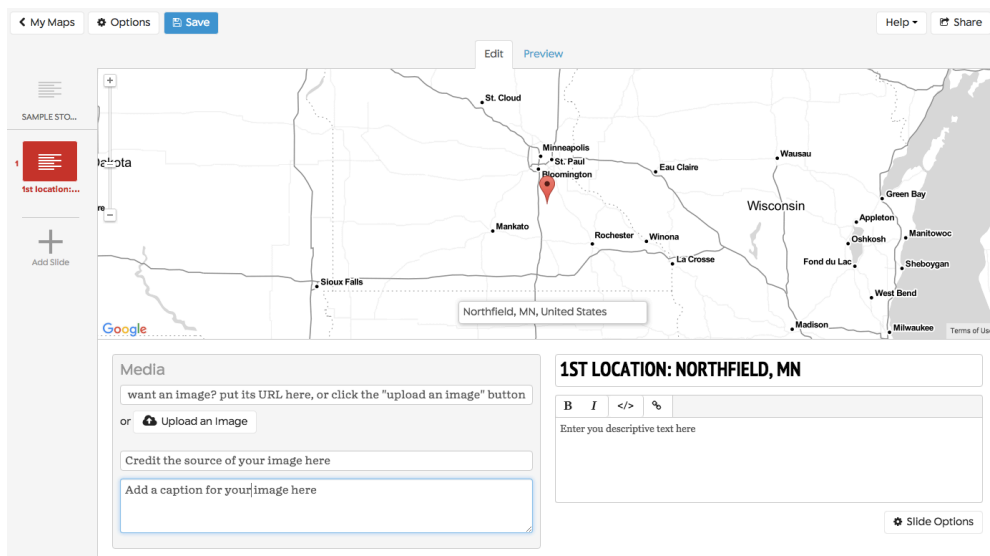 My Maps
Options
Save
Help
Share
Edit
Preview
SAMPLE STO...
1
1st location:...
Add Slide
+
−
St. Cloud
Minneapolis
St. Paul
Bloomington
Eau Claire
Wausau
Wisconsin
Green Bay
Appleton
Oshkosh
Manitowoc
Fond du Lac
Sheboygan
West Bend
Madison
Milwaukee
Mankato
Rochester
Winona
La Crosse
Sioux Falls
Northfield, MN, United States
Google
Terms of Us
Media
want an image? put its URL here, or click the "upload an image" button
or Upload an Image
Credit the source of your image here
Add a caption for your image here
1ST LOCATION: NORTHFIELD, MN
B I </>
Enter you descriptive text here
Slide Options